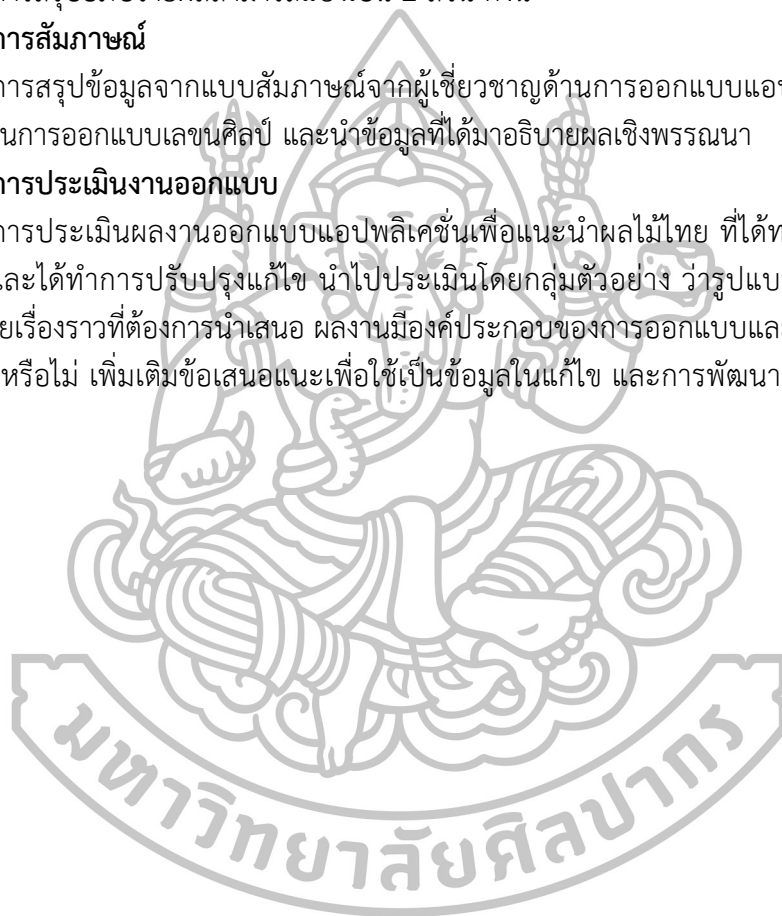 การสัมภาษณ์
การสรุปข้อมูลจากแบบสัมภาษณ์จากผู้เชี่ยวชาญด้านการออกแบบแอป
นการออกแบบเลขนศิลป์ และนำข้อมูลที่ได้มาอธิบายผลเชิงพรรณนา
การประเมินงานออกแบบ
การประเมินผลงานออกแบบแอปพลิเคชั่นเพื่อแนะนำผลไม้ไทย ที่ได้ท
ละได้ทำการปรับปรุงแก้ไข นำไปประเมินโดยกลุ่มตัวอย่าง ว่ารูปแบ
ยเรื่องราวที่ต้องการนำเสนอ ผลงานมีองค์ประกอบของการออกแบบแล
หรือไม่ เพิ่มเติมข้อเสนอแนะเพื่อใช้เป็นข้อมูลในแก้ไข และการพัฒนา
มหาวิทยาลัยศิลปากร